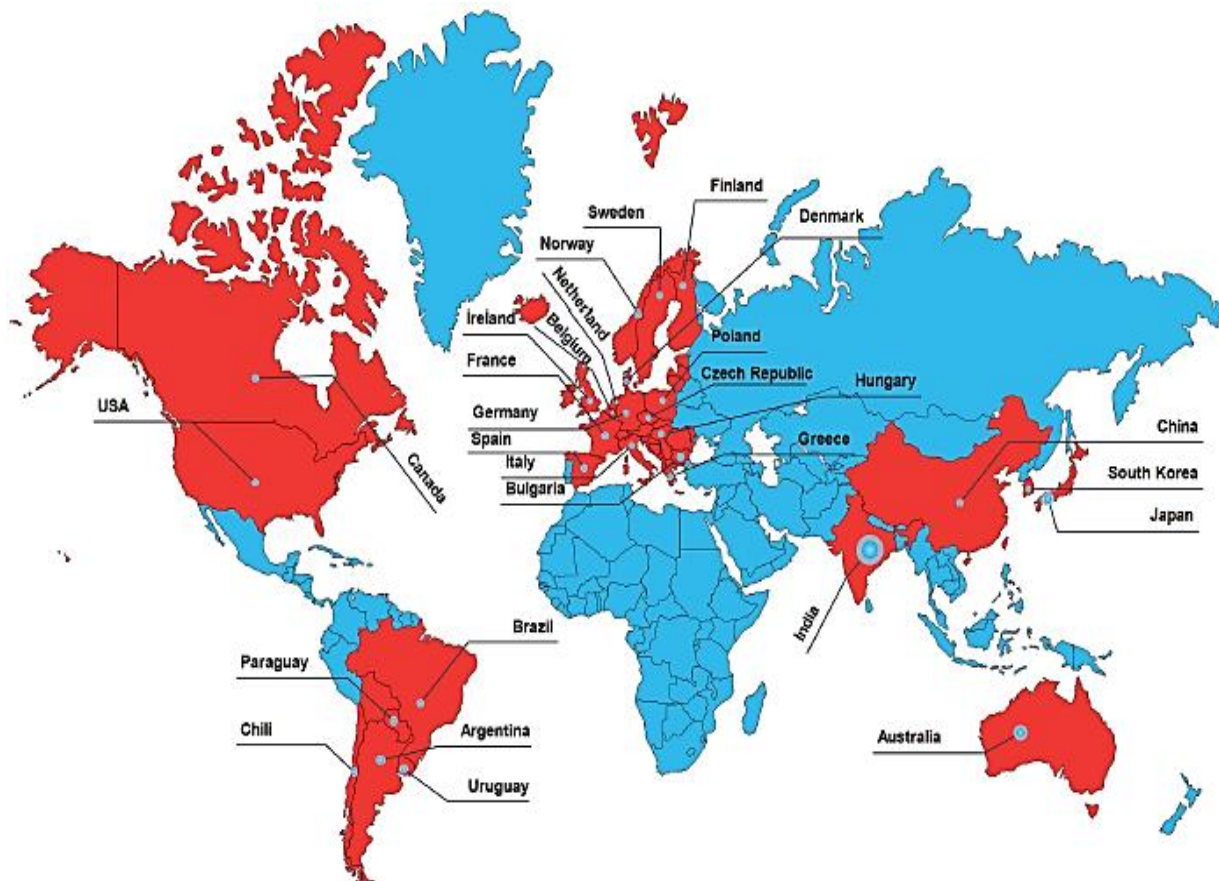 Finland
Sweden
Denmark
Norway
Netherland
Ireland
Belgium
France
Poland
Czech Republic
Hungary
USA
Germany
China
Spain
Greece
Canada
Italy
South Korea
Bulgaria
Japan
India
Brazil
Paraguay
Chili
Argentina
Australia
Uruguay